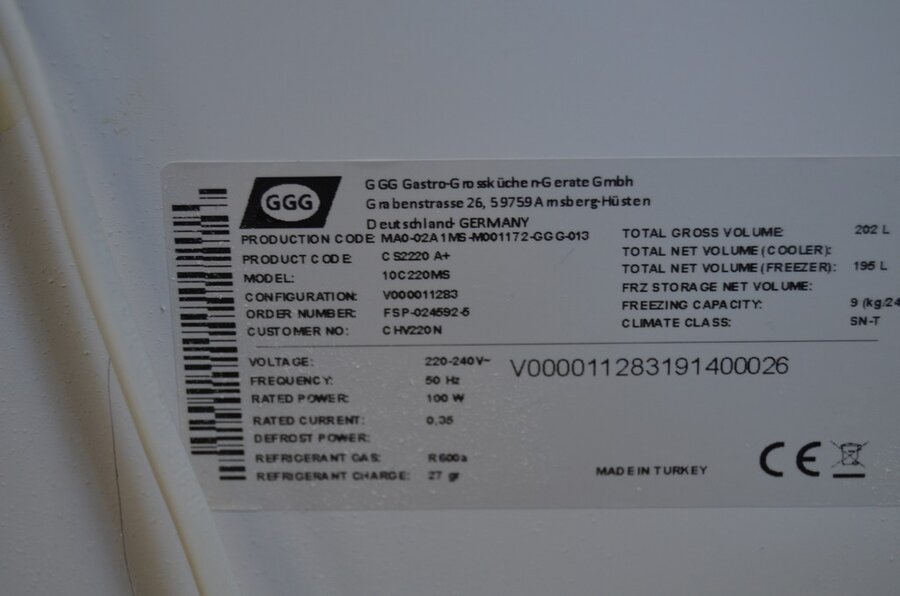 GGG
GGG Gastro-Grossküchen-Gerate Gmbh
Grabenstrasse 26, 59759 Arnsberg-Hüsten
Deutschland- GERMANY
PRODUCTION CODE: MA0-02A1MS-M001172-GGG-013
PRODUCT CODE: CS2220 A+
MODEL: 10C220MS
CONFIGURATION: V000011283
ORDER NUMBER: FSP-024592-5
CUSTOMER NO: CHV220N
TOTAL GROSS VOLUME: 202 L
TOTAL NET VOLUME (COOLER):
TOTAL NET VOLUME (FREEZER): 195 L
FRZ STORAGE NET VOLUME:
FREEZING CAPACITY: 9 (kg/24
CLIMATE CLASS: SN-T
VOLTAGE: 220-240V~
FREQUENCY: 50 Hz
RATED POWER: 100 W
RATED CURRENT: 0,35
DEFROST POWER:
REFRIGERANT GAS: R600a
REFRIGERANT CHARGE: 27 gr
V000011283191400026
MADE IN TURKEY
CE